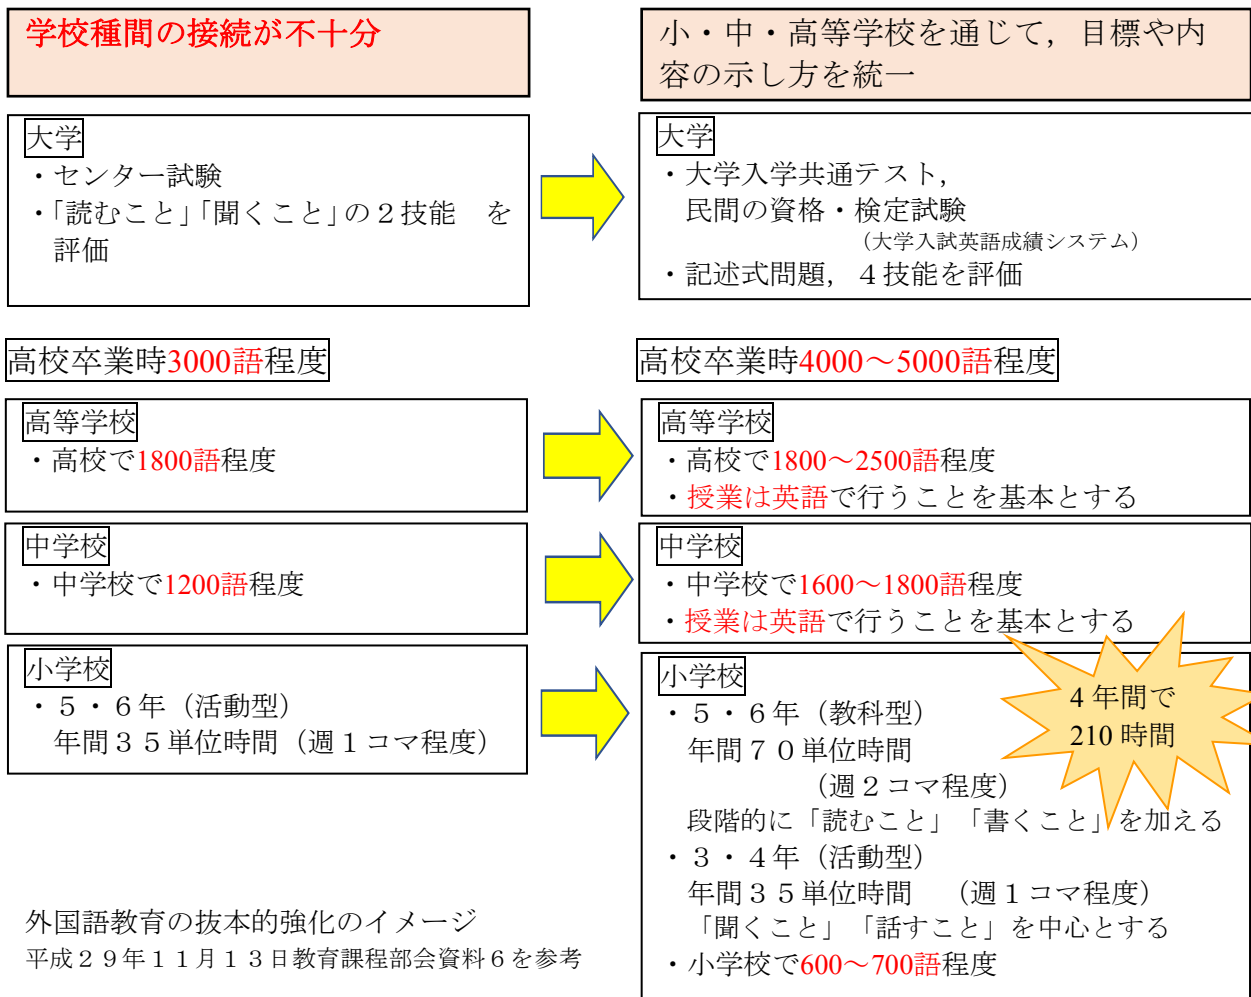 学校種間の接続が不十分
大学
・センター試験
・「読むこと」「聞くこと」の２技能　を
評価
高校卒業時3000語程度
高等学校
・高校で1800語程度
中学校
・中学校で1200語程度
小学校
・５・６年（活動型）
年間３５単位時間（週１コマ程度）
外国語教育の抜本的強化のイメージ
平成２９年１１月１３日教育課程部会資料６を参考
小・中・高等学校を通じて，目標や内
容の示し方を統一
大学
・大学入学共通テスト，
民間の資格・検定試験
（大学入試英語成績システム）
・記述式問題，４技能を評価
高校卒業時4000～5000語程度
高等学校
・高校で1800～2500語程度
・授業は英語で行うことを基本とする
中学校
・中学校で1600～1800語程度
・授業は英語で行うことを基本とする
小学校
・５・６年（教科型）
年間７０単位時間
（週２コマ程度）
段階的に「読むこと」「書くこと」を加える
・３・４年（活動型）
年間３５単位時間　（週１コマ程度）
「聞くこと」「話すこと」を中心とする
・小学校で600～700語程度
4 年間で
210 時間